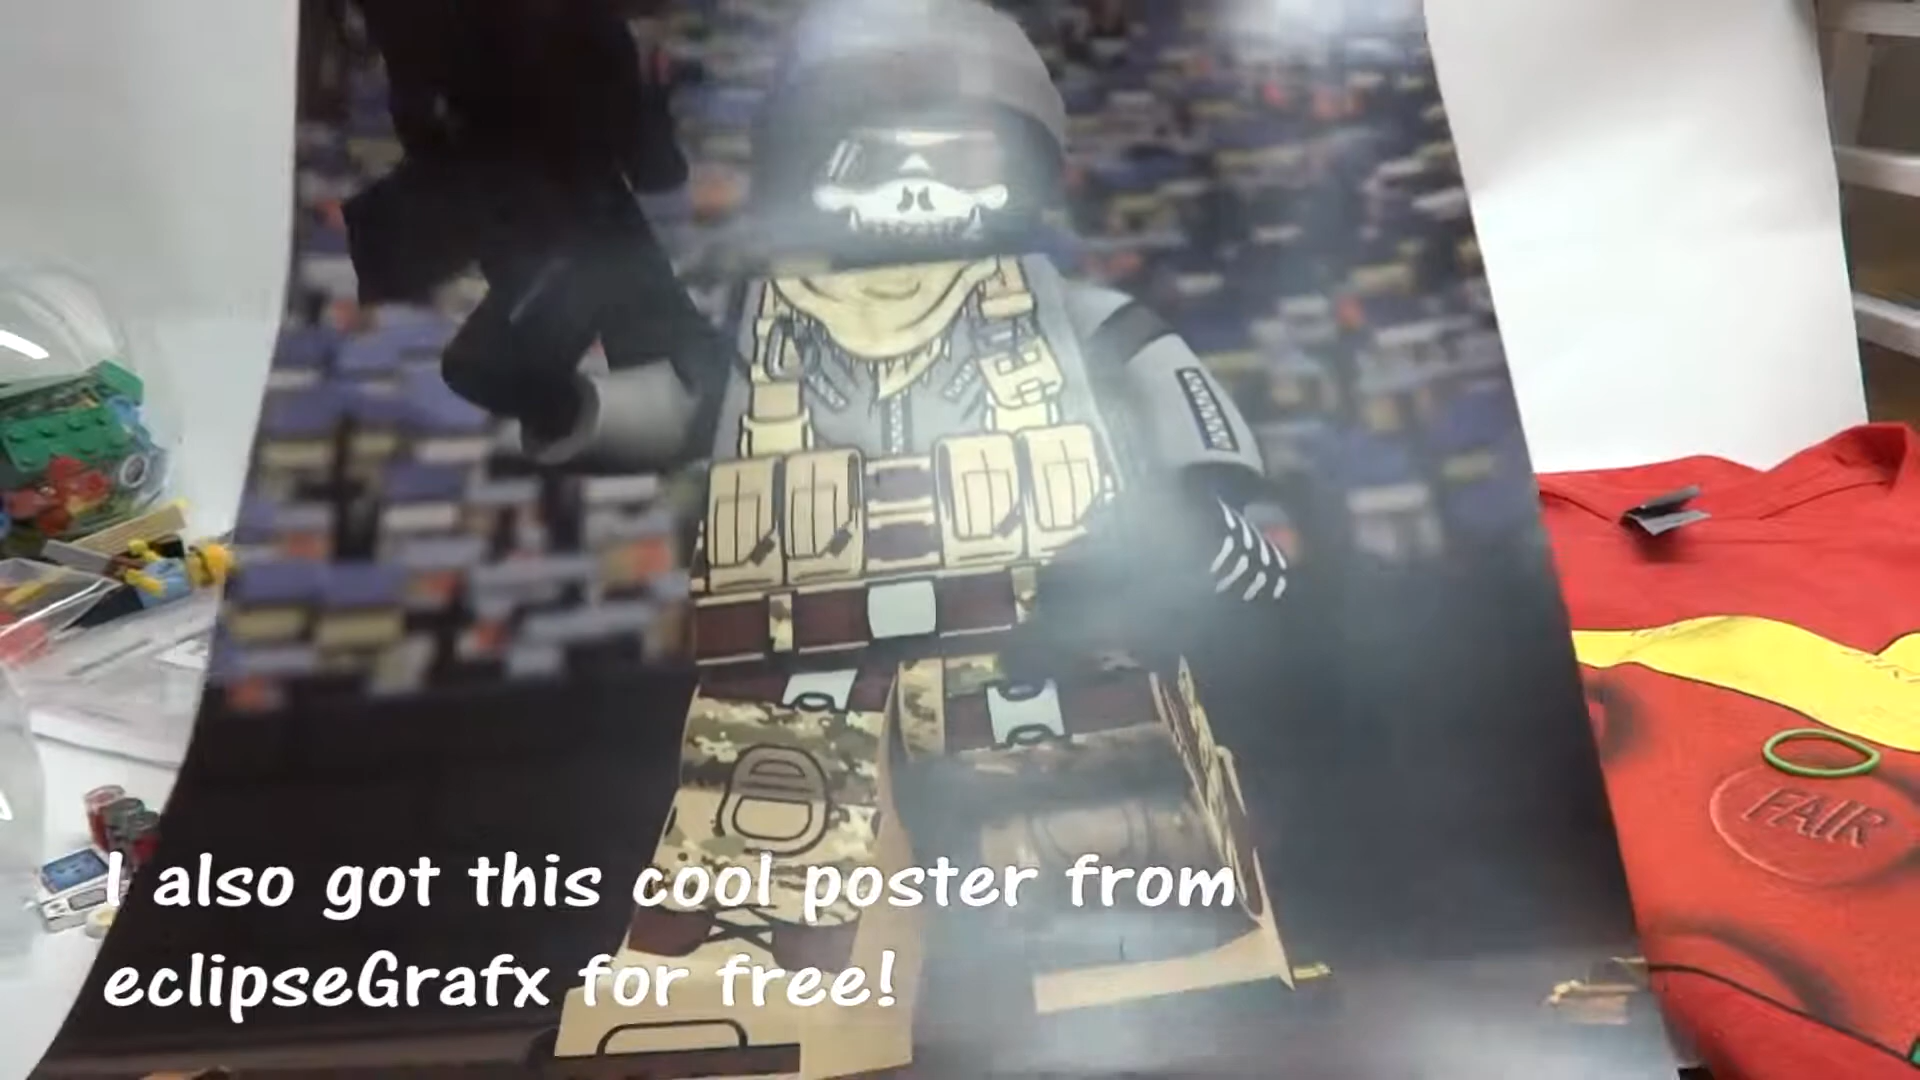 FAIR
I also got this cool poster from
eclipseGrafx for free!